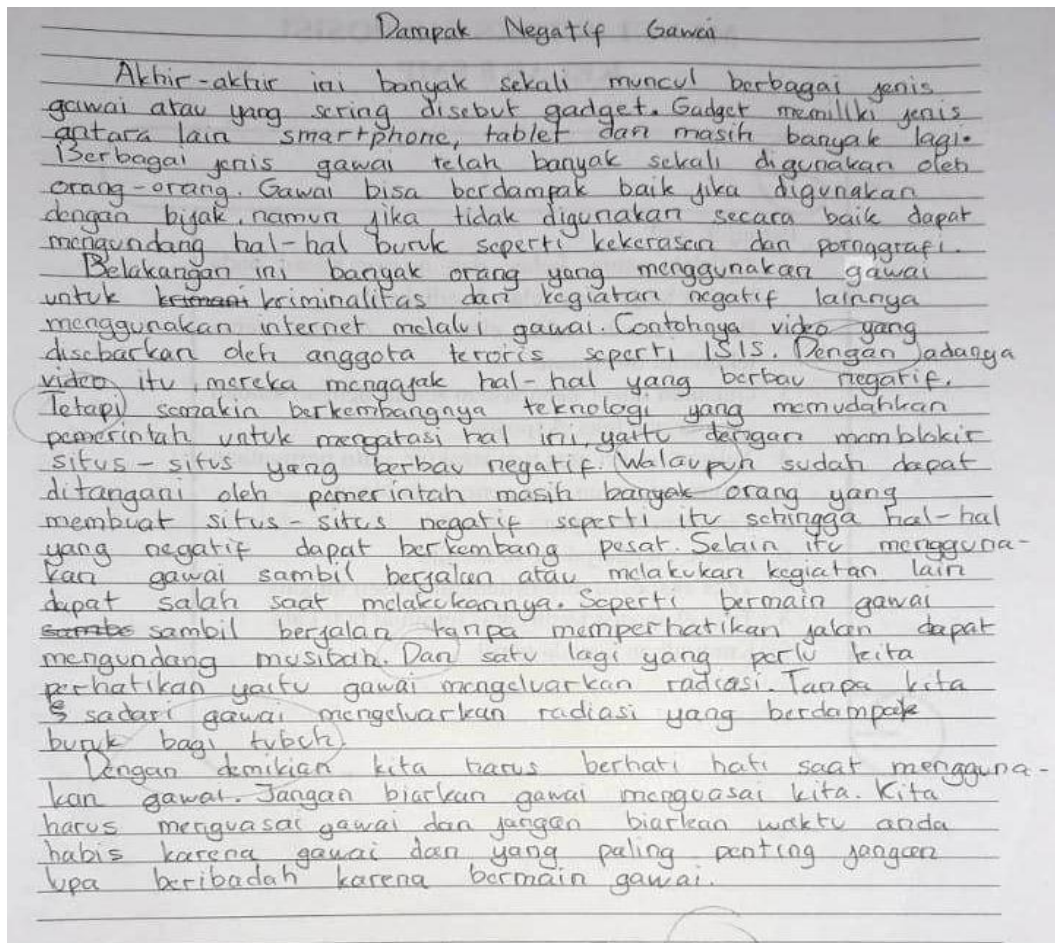 Dampak Negatif Gawai
Akhir-akhir ini banyak sekali muncul berbagai jenis
gawai atau yang sering disebut gadget. Gadget memiliki jenis
antara lain smartphone, tablet dan masih banyak lagi.
Berbagai jenis gawai telah banyak sekali digunakan oleh
orang-orang. Gawai bisa berdampak baik jika digunakan
dengan bijak, namun jika tidak digunakan secara baik dapat
mengundang hal-hal buruk seperti kekerasan dan pornggrafi.
Belakangan ini banyak orang yang menggunakan gawai
untuk kriminalitas dan kegiatan negatif lainnya
menggunakan internet melalui gawai. Contohnya video yang
disebarkan oleh anggota teroris seperti ISIS. Dengan adanya
video itu, mereka mengajak hal-hal yang berbau negatif.
Tetapi semakin berkembangnya teknologi yang memudahkan
pemerintah untuk mengatasi hal ini, yaitu dengan memblokir
situs-situs yang berbau negatif. Walaupun sudah dapat
ditangani oleh pemerintah masih banyak orang yang
membuat situs-situs negatif seperti itu sehingga hal-hal
yang negatif dapat berkembang pesat. Selain itu mengguna-
kan gawai sambil berjalan atau melakukan kegiatan lain
dapat salah saat melakukannya. Seperti bermain gawai
sambil berjalan tanpa memperhatikan jalan dapat
mengundang musibah. Dan satu lagi yang perlu kita
perhatikan yaitu gawai mengeluarkan radiasi. Tanpa kita
sadari gawai mengeluarkan radiasi yang berdampak
buruk bagi tubuh.
Dengan demikian kita harus berhati hati saat mengguna-
kan gawai. Jangan biarkan gawai menguasai kita. Kita
harus menguasai gawai dan jangan biarkan waktu anda
habis karena gawai dan yang paling penting jangan
lupa beribadah karena bermain gawai.